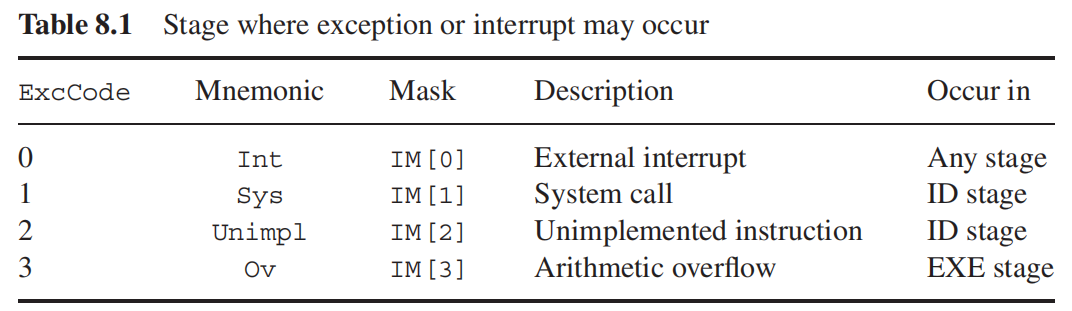 Table 8.1 Stage where exception or interrupt may occur
ExcCode Mnemonic Mask Description Occur in
0 Int IM[0] External interrupt Any stage
1 Sys IM[1] System call ID stage
2 Unimpl IM[2] Unimplemented instruction ID stage
3 Ov IM[3] Arithmetic overflow EXE stage